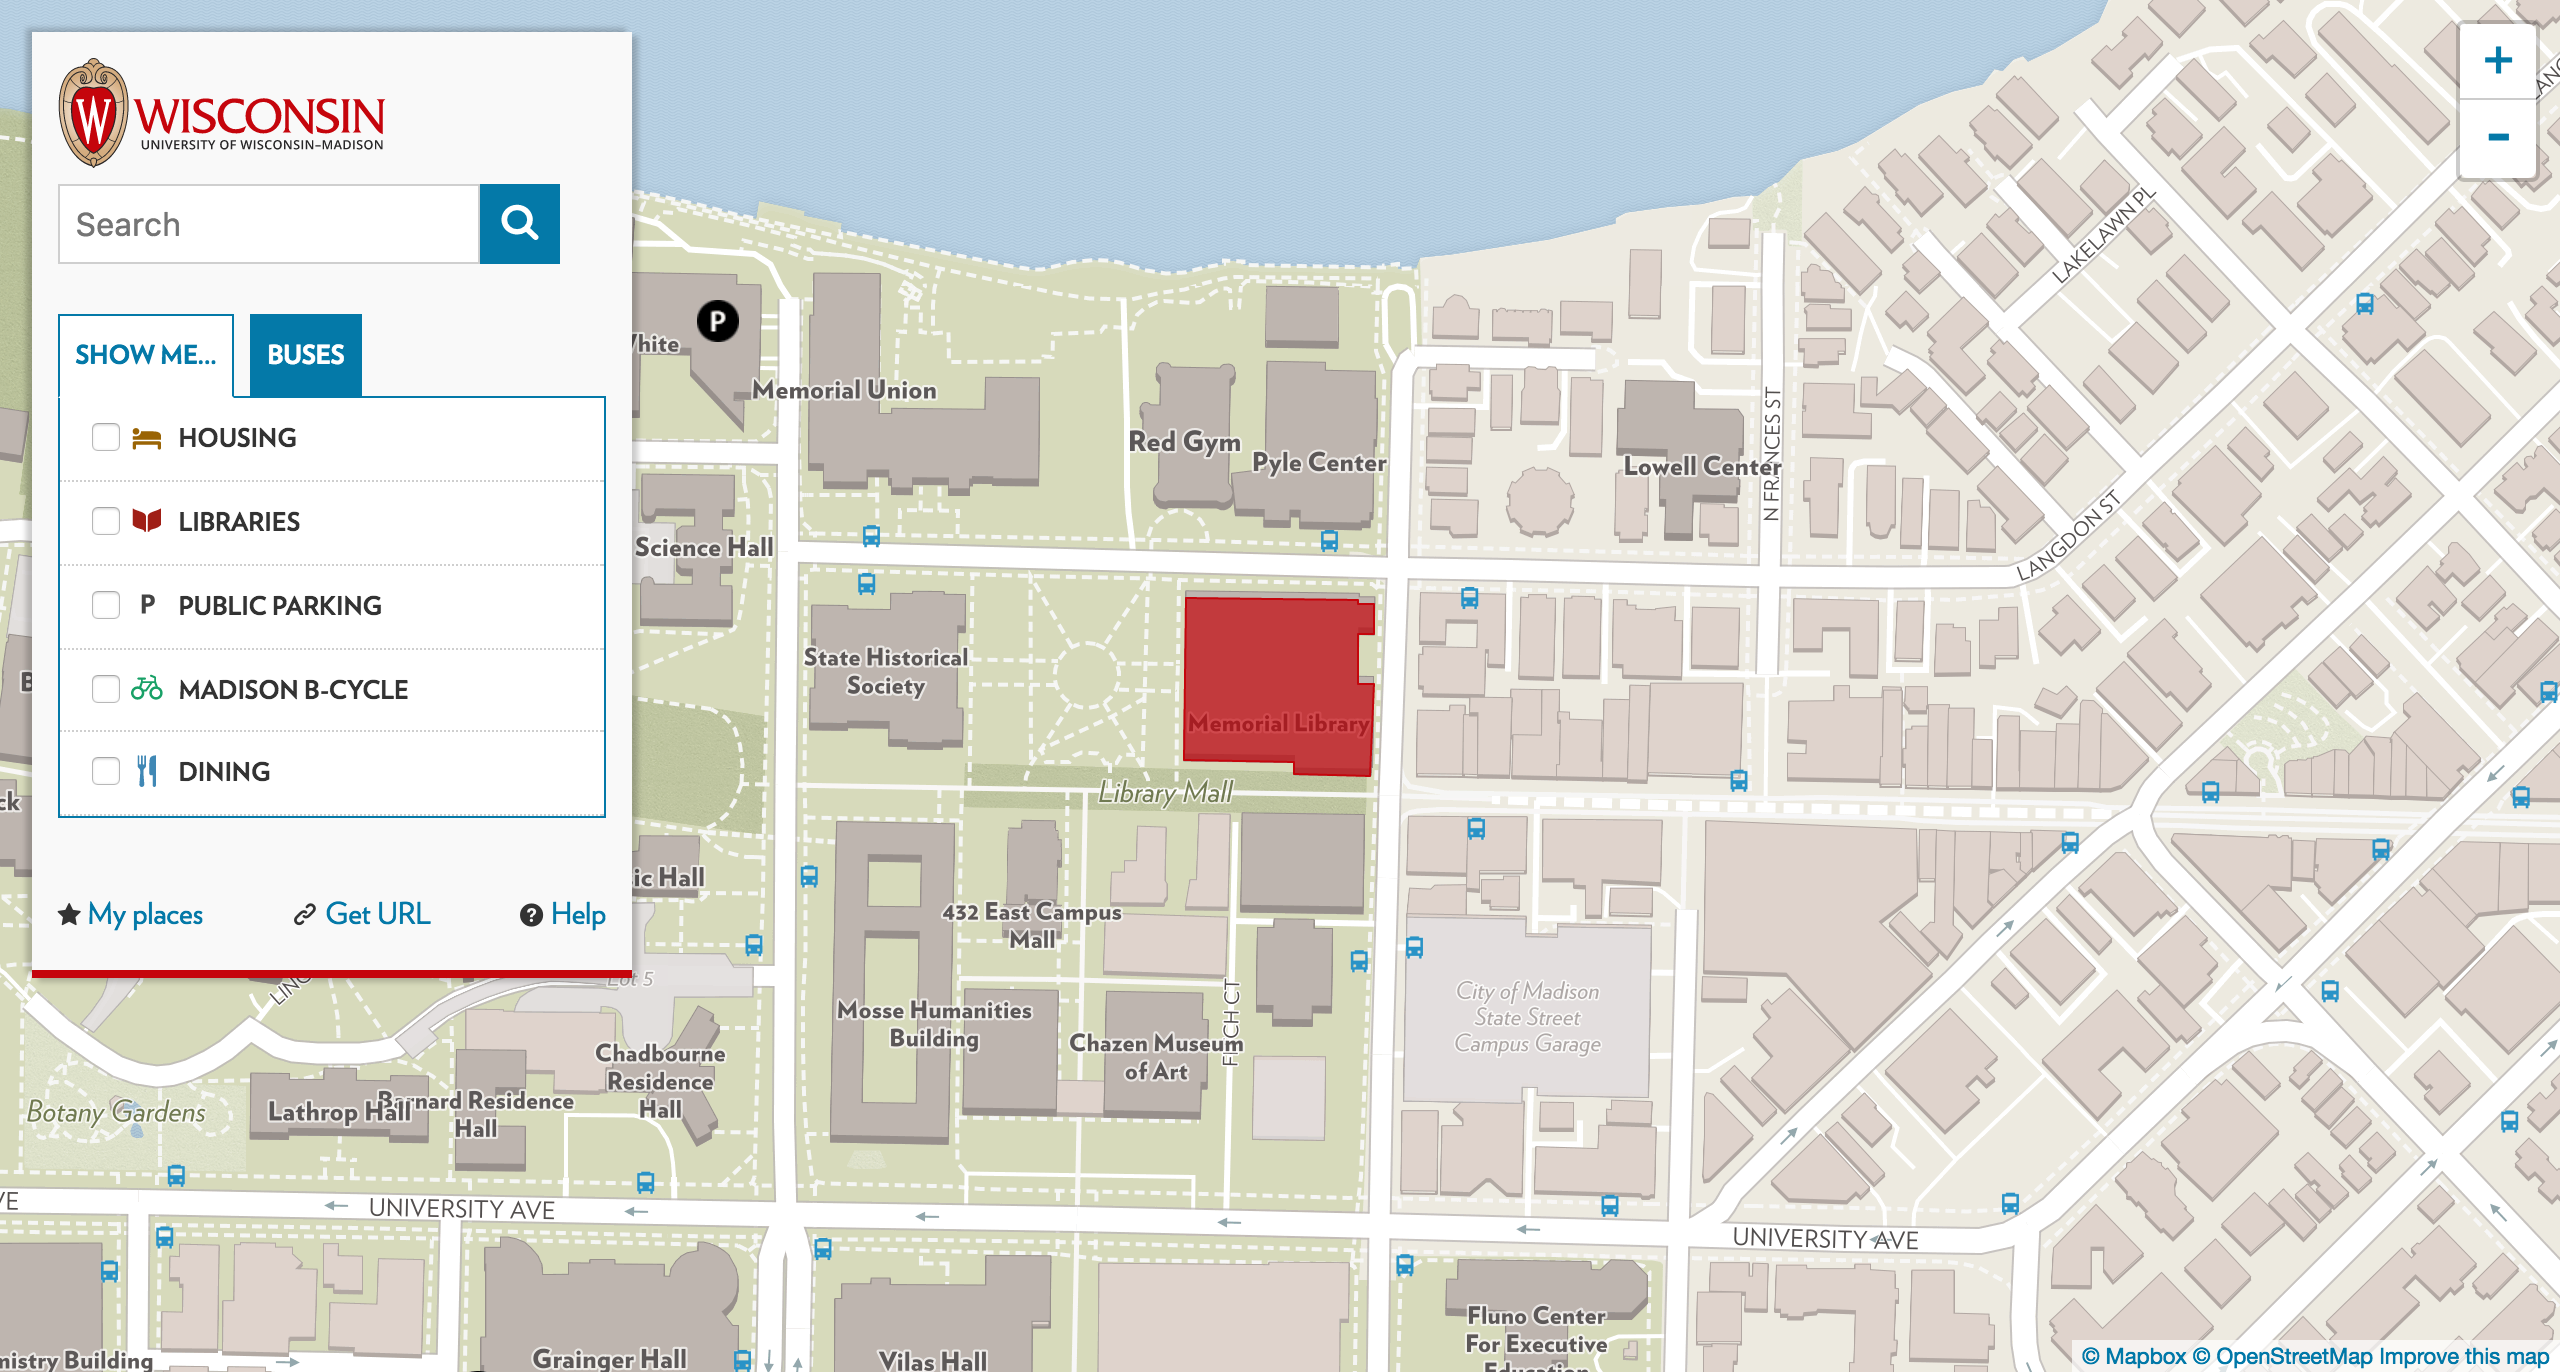 WISCONSIN
UNIVERSITY OF WISCONSIN–MADISON
Search
SHOW ME...
BUSES
HOUSING
LIBRARIES
P PUBLIC PARKING
MADISON B-CYCLE
DINING
My places
Get URL
? Help
+
-
P
Memorial Union
Red Gym
Pyle Center
Lowell Center
N FRANCES ST
LAKELAWN PL
LANGDON ST
Science Hall
State Historical
Society
Memorial Library
Library Mall
432 East Campus
Mall
Mosse Humanities
Building
Chazen Museum
of Art
City of Madison
State Street
Campus Garage
Lot 5
Chadbourne
Residence
Hall
Barnard Residence
Hall
Lathrop Hall
Botany Gardens
UNIVERSITY AVE
UNIVERSITY AVE
Grainger Hall
Vilas Hall
Fluno Center
For Executive
Education
© Mapbox © OpenStreetMap Improve this map